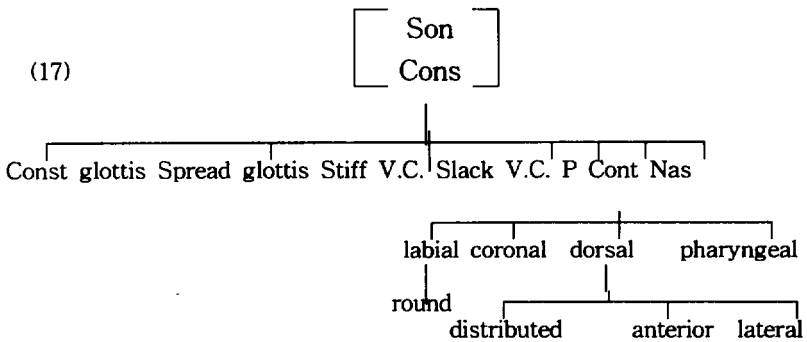 Son
(17)
Cons
Const glottis Spread glottis Stiff V.C. Slack V.C. P Cont Nas
labial coronal dorsal pharyngeal
round
distributed anterior lateral